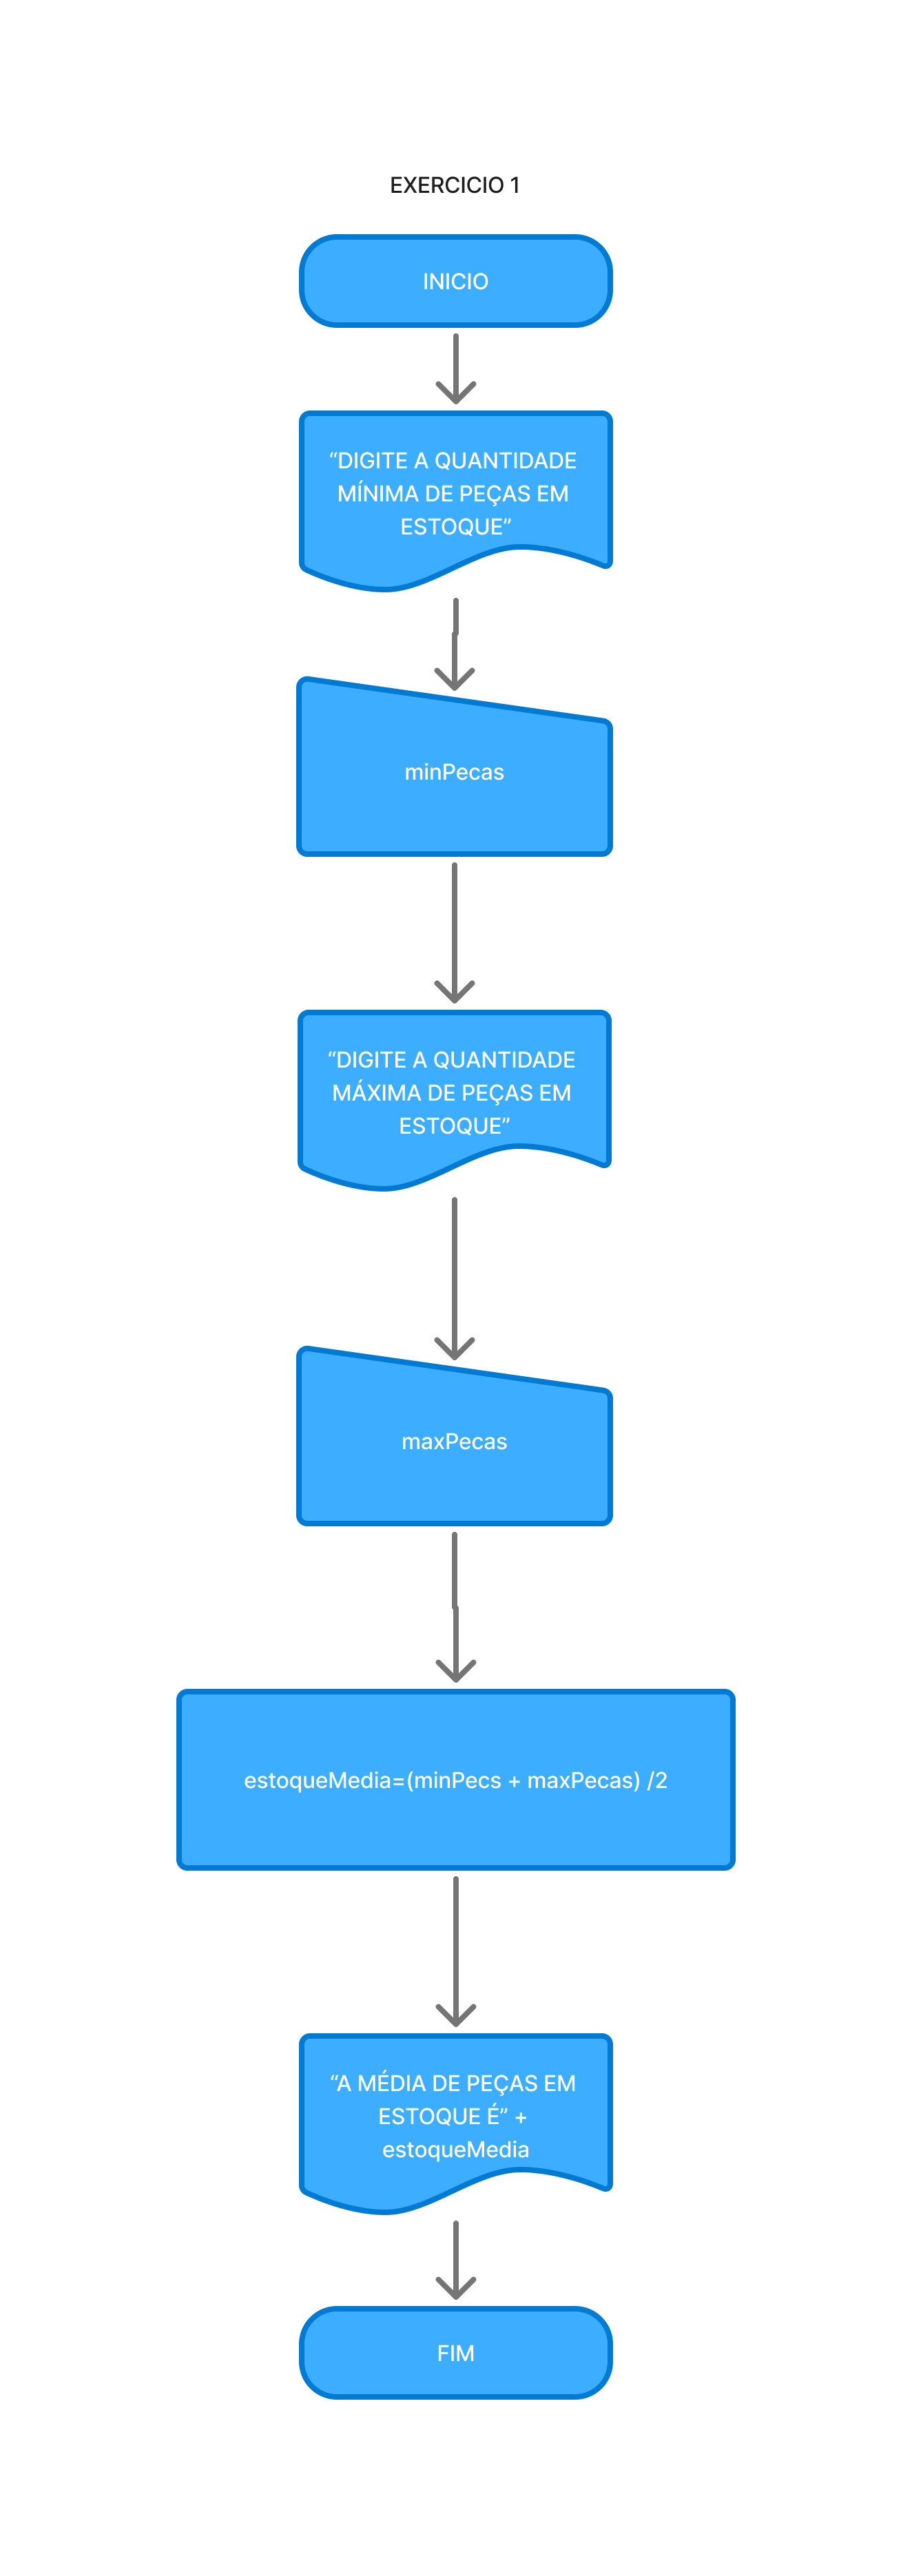 EXERCICIO 1
INICIO
“DIGITE A QUANTIDADE
MÍNIMA DE PEÇAS EM
ESTOQUE”
minPecas
“DIGITE A QUANTIDADE
MÁXIMA DE PEÇAS EM
ESTOQUE”
maxPecas
estoqueMedia=(minPecs + maxPecas) /2
“A MÉDIA DE PEÇAS EM
ESTOQUE É” +
estoqueMedia
FIM